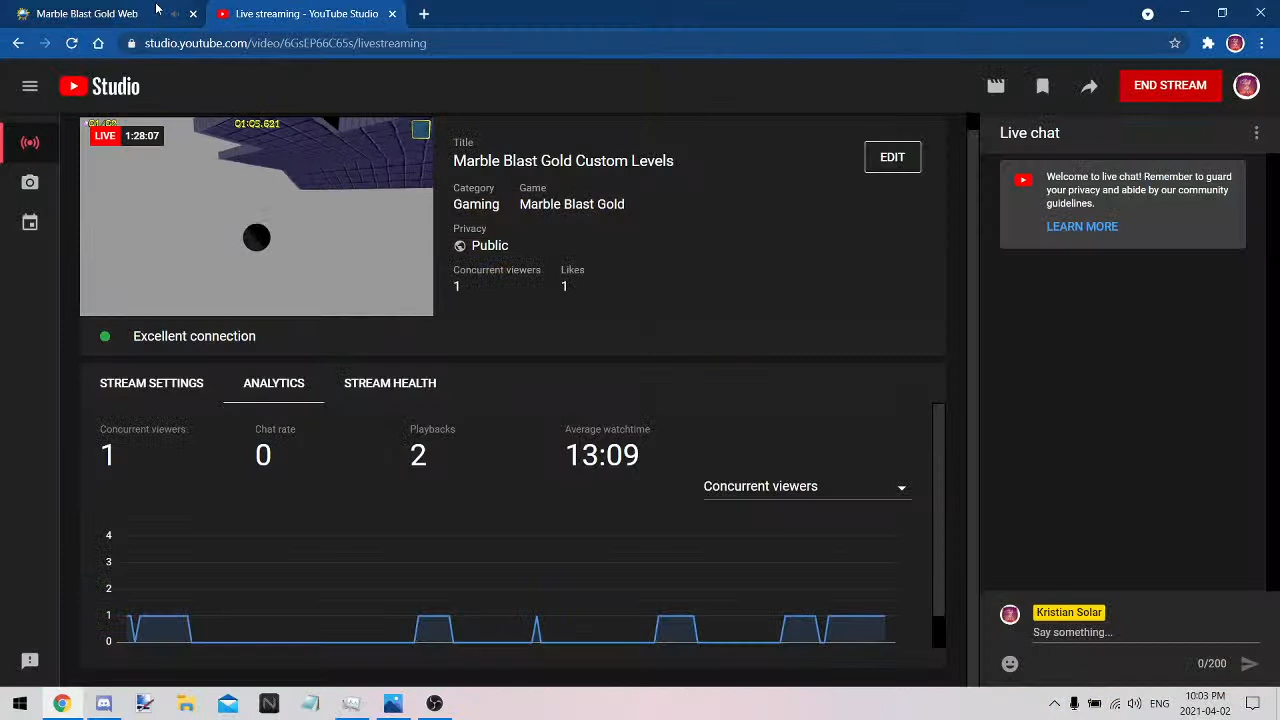 Marble Blast Gold Web
Live streaming - YouTube Studio
studio.youtube.com/video/6GsEP66C65s/livestreaming
Studio
END STREAM
01:03.621
LIVE 1:28:07
Title
Marble Blast Gold Custom Levels
EDIT
Category Game
Gaming Marble Blast Gold
Privacy
Public
Concurrent viewers Likes
1 1
Excellent connection
STREAM SETTINGS ANALYTICS STREAM HEALTH
Concurrent viewers Chat rate Playbacks Average watchtime
1 0 2 13:09
Concurrent viewers
4
3
2
1
0
Live chat
Welcome to live chat! Remember to guard
your privacy and abide by our community
guidelines.
LEARN MORE
Kristian Solar
Say something...
0/200
ENG
10:03 PM
2021-04-02